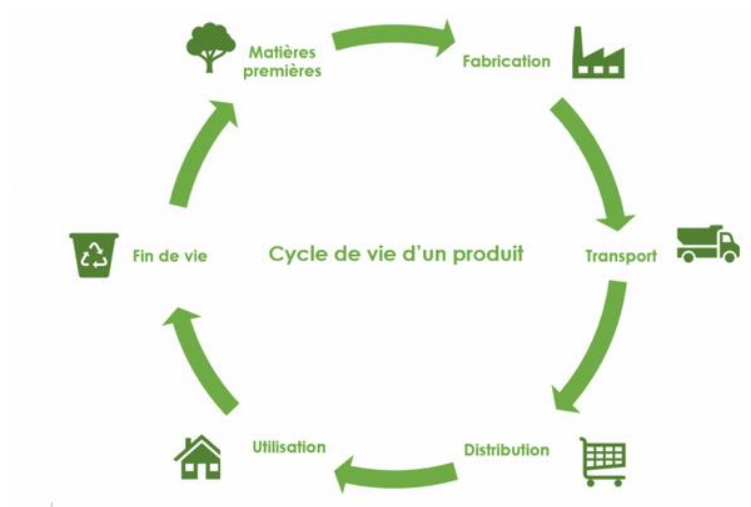 Matières
premières
Fabrication
Fin de vie
Cycle de vie d'un produit
Transport
Utilisation
Distribution